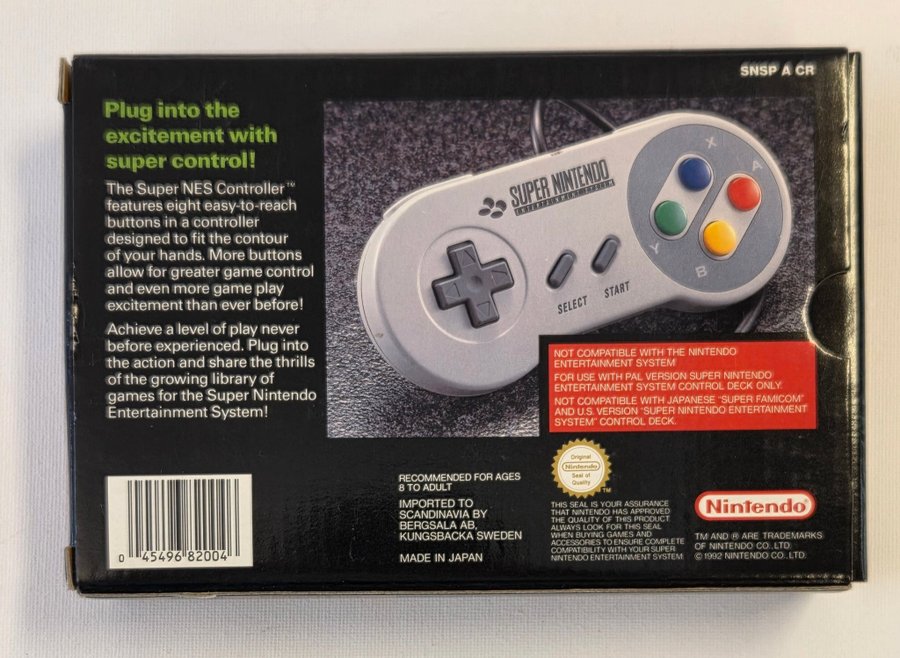 SNSP A CR
Plug into the
excitement with
super control!
The Super NES Controller™
features eight easy-to-reach
buttons in a controller
designed to fit the contour
of your hands. More buttons
allow for greater game control
and even more game play
excitement than ever before!
Achieve a level of play never
before experienced. Plug into
the action and share the thrills
of the growing library of
games for the Super Nintendo
Entertainment System!
SUPER NINTENDO
ENTERTAINMENT SYSTEM
X
A
Y
B
SELECT
START
NOT COMPATIBLE WITH THE NINTENDO
ENTERTAINMENT SYSTEM
FOR USE WITH PAL VERSION SUPER NINTENDO
ENTERTAINMENT SYSTEM CONTROL DECK ONLY.
NOT COMPATIBLE WITH JAPANESE "SUPER FAMICOM"
AND U.S. VERSION "SUPER NINTENDO ENTERTAINMENT
SYSTEM" CONTROL DECK.
0 45496 82004
RECOMMENDED FOR AGES
8 TO ADULT
IMPORTED TO
SCANDINAVIA BY
BERGSALA AB,
KUNGSBACKA SWEDEN
MADE IN JAPAN
Original
Nintendo
Seal of
Quality
TM
THIS SEAL IS YOUR ASSURANCE
THAT NINTENDO HAS APPROVED
THE QUALITY OF THIS PRODUCT.
ALWAYS LOOK FOR THIS SEAL
WHEN BUYING GAMES AND
ACCESSORIES TO ENSURE COMPLETE
COMPATIBILITY WITH YOUR SUPER
NINTENDO ENTERTAINMENT SYSTEM.
Nintendo®
TM AND ® ARE TRADEMARKS
OF NINTENDO CO., LTD.
© 1992 NINTENDO CO., LTD.